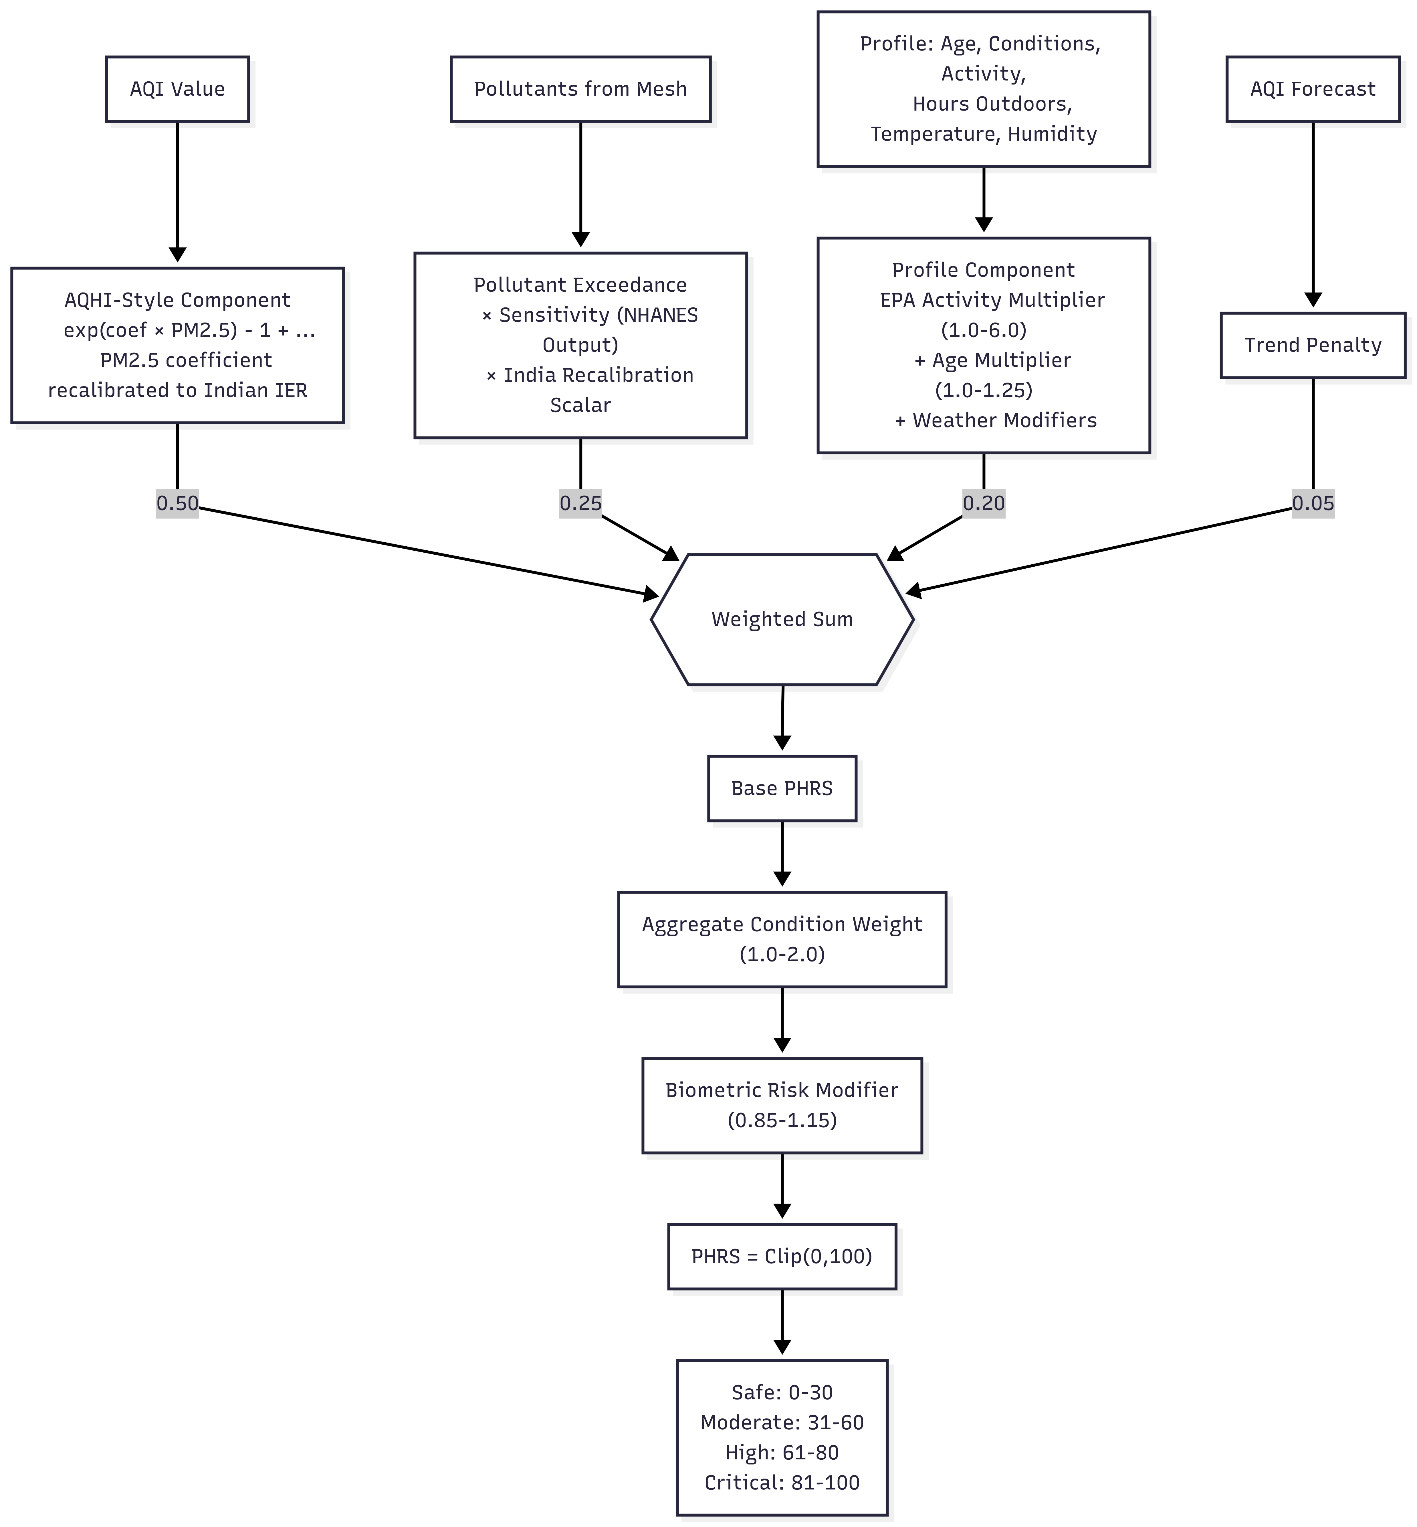 AQI Value
Pollutants from Mesh
Profile: Age, Conditions,
Activity,
Hours Outdoors,
Temperature, Humidity
AQI Forecast
AQHI-Style Component
exp(coef × PM2.5) - 1 + ...
PM2.5 coefficient
recalibrated to Indian IER
Pollutant Exceedance
× Sensitivity (NHANES
Output)
× India Recalibration
Scalar
Profile Component
EPA Activity Multiplier
(1.0-6.0)
+ Age Multiplier
(1.0-1.25)
+ Weather Modifiers
Trend Penalty
0.50
0.25
0.20
0.05
Weighted Sum
Base PHRS
Aggregate Condition Weight
(1.0-2.0)
Biometric Risk Modifier
(0.85-1.15)
PHRS = Clip(0,100)
Safe: 0-30
Moderate: 31-60
High: 61-80
Critical: 81-100